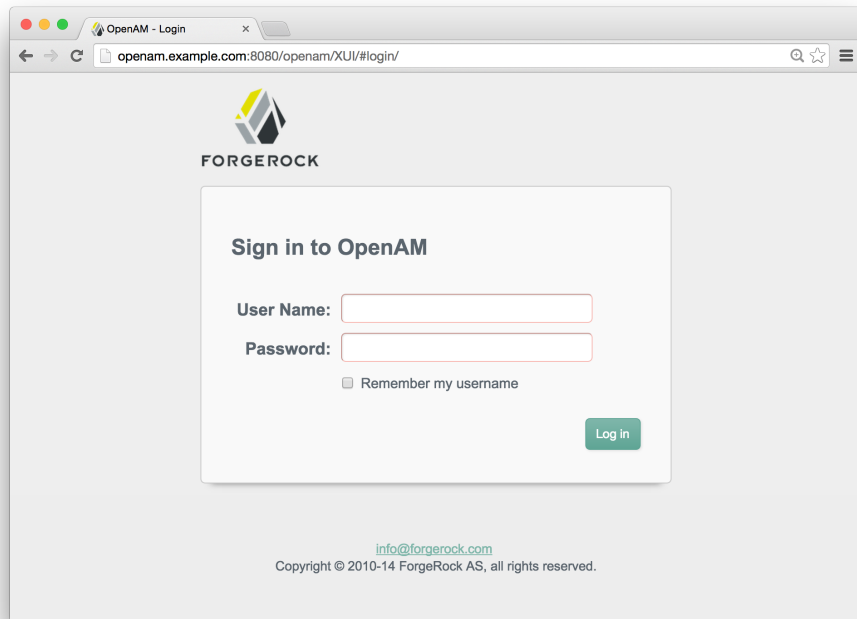 OpenAM - Login
openam.example.com:8080/openam/XUI/#login/
FORGEROCK
Sign in to OpenAM
User Name:
Password:
Remember my username
Log in
info@forgerock.com
Copyright © 2010-14 ForgeRock AS, all rights reserved.